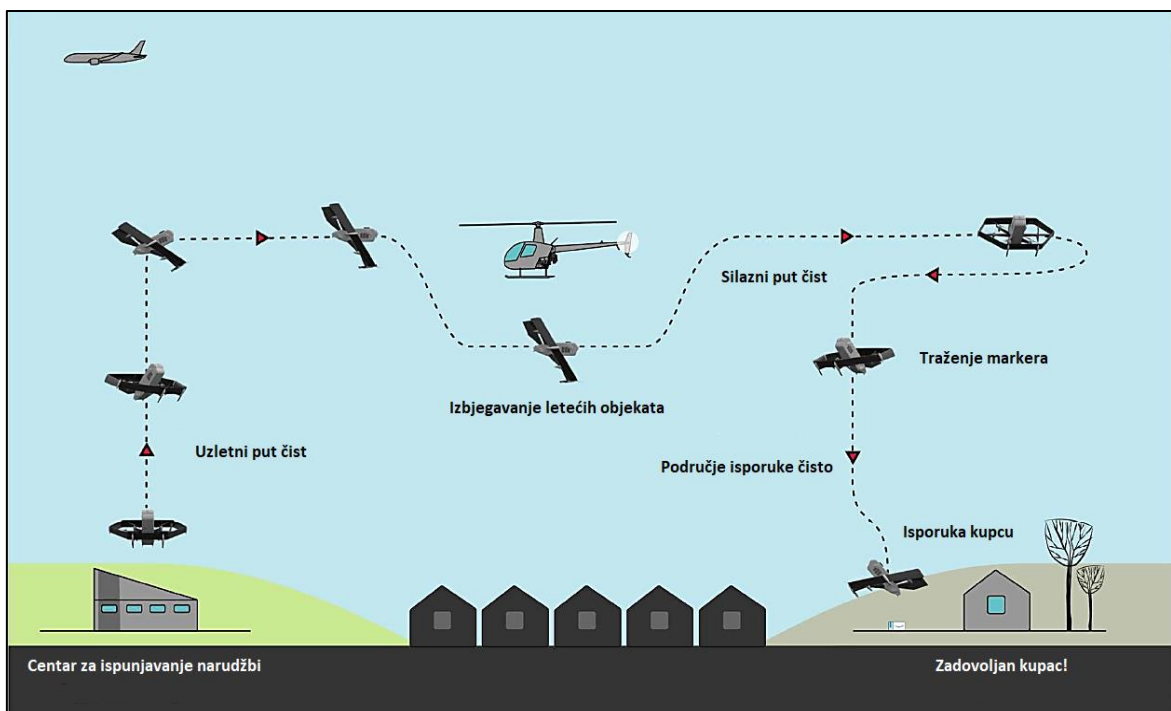 Silazni put čist
Traženje markera
Izbjegavanje letećih objekata
Uzletni put čist
Područje isporuke čisto
Isporuka kupcu
Centar za ispunjavanje narudžbi
Zadovoljan kupac!